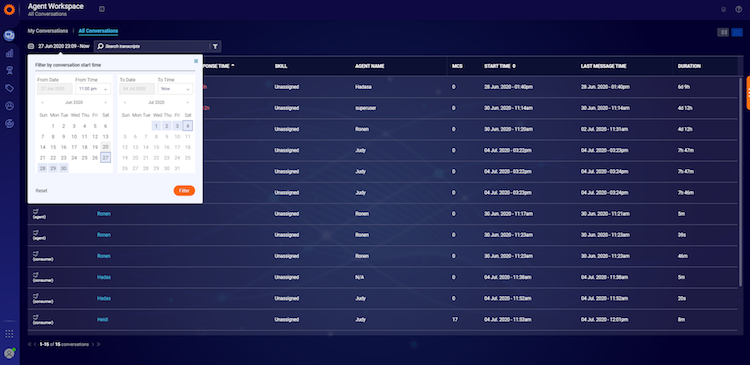 Agent Workspace
All Conversations
My Conversations All Conversations
27 Jun 2020 23:09 - Now Search transcripts
Filter by conversation start time
From Date From Time To Date To Time
27 Jun 2020 11:00 pm 04 Jul 2020 Now
Jun 2020 Jul 2020
Sun Mon Tue Wed Thu Fri Sat Sun Mon Tue Wed Thu Fri Sat
1 2 3 4 5 6 1 2 3 4
7 8 9 10 11 12 13 5 6 7 8 9 10 11
14 15 16 17 18 19 20 12 13 14 15 16 17 18
21 22 23 24 25 26 27 19 20 21 22 23 24 25
28 29 30 26 27 28 29 30 31
Reset Filter
PONSE TIME SKILL AGENT NAME MCS START TIME LAST MESSAGE TIME DURATION
Unassigned Hadasa 0 28 Jun. 2020 - 01:40pm 28 Jun. 2020 - 01:40pm 6d 9h
12h Unassigned superuser 0 30 Jun. 2020 - 11:14am 30 Jun. 2020 - 11:14am 4d 12h
Unassigned Ronen 0 30 Jun. 2020 - 11:20am 02 Jul. 2020 - 11:31am 4d 12h
Unassigned Judy 0 04 Jul. 2020 - 03:22pm 04 Jul. 2020 - 03:23pm 7h 47m
Unassigned Judy 0 04 Jul. 2020 - 03:23pm 04 Jul. 2020 - 03:23pm 7h 47m
Unassigned Judy 0 04 Jul. 2020 - 03:23pm 04 Jul. 2020 - 03:24pm 7h 46m
(agent) Ronen Unassigned Ronen 0 30 Jun. 2020 - 11:17am 30 Jun. 2020 - 11:21am 5m
(agent) Ronen Unassigned Ronen 0 30 Jun. 2020 - 11:23am 30 Jun. 2020 - 11:23am 39s
(consumer) Ronen Unassigned Ronen 0 30 Jun. 2020 - 11:23am 30 Jun. 2020 - 11:23am 46m
(consumer) Hadas Unassigned N/A 0 04 Jul. 2020 - 11:38am 04 Jul. 2020 - 11:38am 5m
(consumer) Hadas Unassigned Judy 0 04 Jul. 2020 - 11:52am 04 Jul. 2020 - 11:52am 20s
(consumer) Heidi Unassigned Judy 17 04 Jul. 2020 - 11:53am 04 Jul. 2020 - 12:01pm 8m
1-15 of 15 conversations